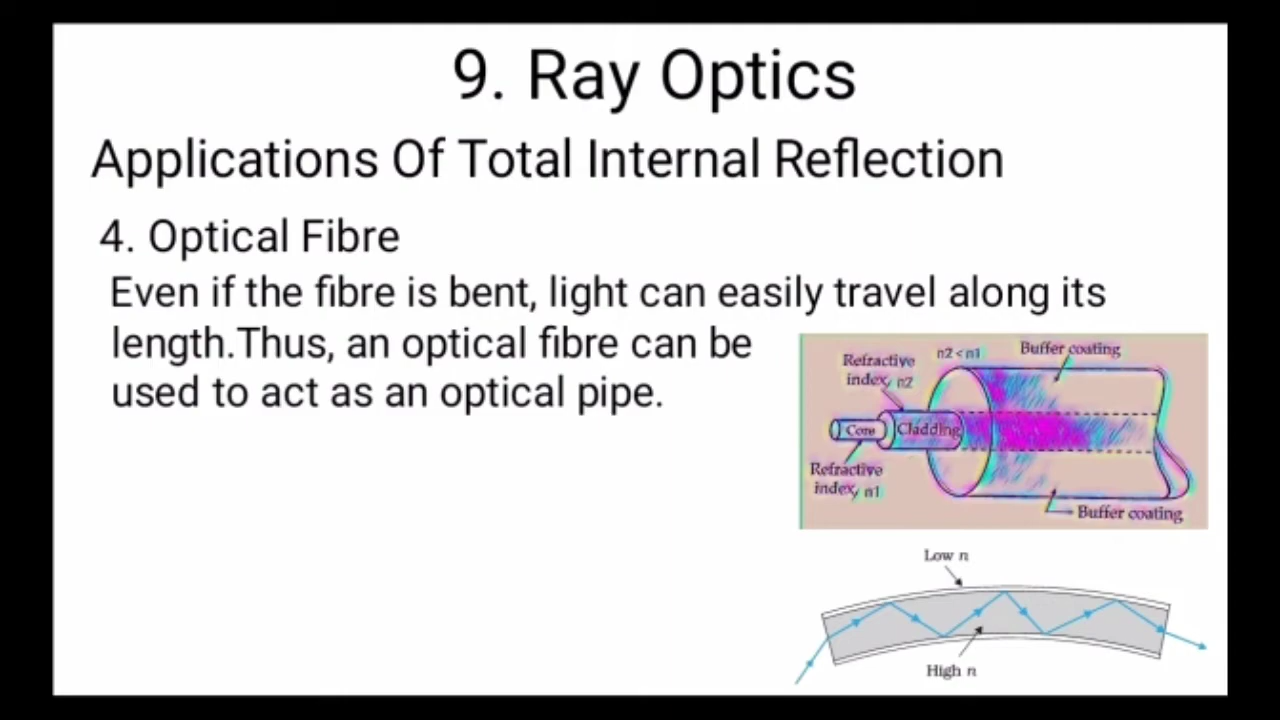 9. Ray Optics
Applications Of Total Internal Reflection
4. Optical Fibre
Even if the fibre is bent, light can easily travel along its
length.Thus, an optical fibre can be
used to act as an optical pipe.
Refractive
index, n2
n2 < n1
Buffer coating
Core
Cladding
Refractive
index, n1
Buffer coating
Low n
High n